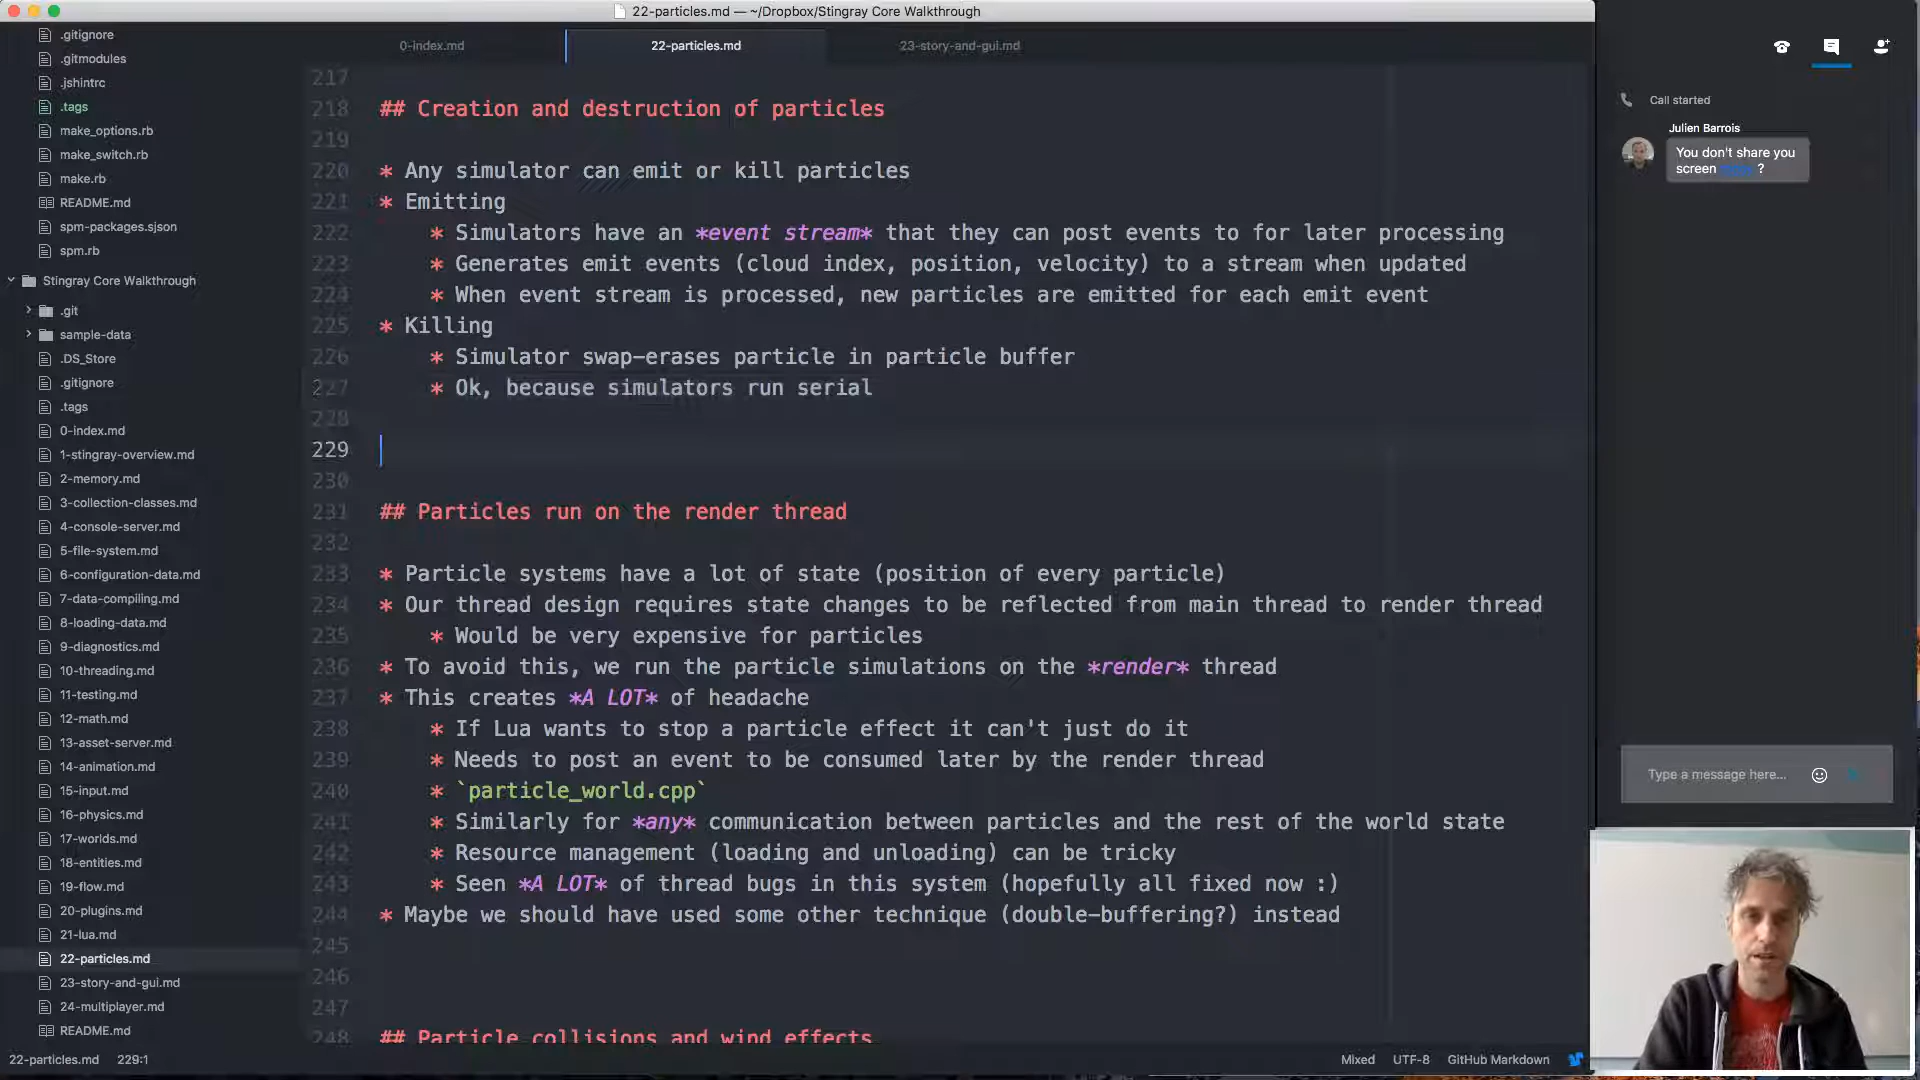 22-particles.md — ~/Dropbox/Stingray Core Walkthrough
.gitignore
.gitmodules
.jshintrc
.tags
make_options.rb
make_switch.rb
make.rb
README.md
spm-packages.sjson
spm.rb
Stingray Core Walkthrough
.git
sample-data
.DS_Store
.gitignore
.tags
0-index.md
1-stingray-overview.md
2-memory.md
3-collection-classes.md
4-console-server.md
5-file-system.md
6-configuration-data.md
7-data-compiling.md
8-loading-data.md
9-diagnostics.md
10-threading.md
11-testing.md
12-math.md
13-asset-server.md
14-animation.md
15-input.md
16-physics.md
17-worlds.md
18-entities.md
19-flow.md
20-plugins.md
21-lua.md
22-particles.md
23-story-and-gui.md
24-multiplayer.md
README.md
0-index.md
22-particles.md
23-story-and-gui.md
217
218 ## Creation and destruction of particles
219
220 * Any simulator can emit or kill particles
221 * Emitting
222 * Simulators have an *event stream* that they can post events to for later processing
223 * Generates emit events (cloud index, position, velocity) to a stream when updated
224 * When event stream is processed, new particles are emitted for each emit event
225 * Killing
226 * Simulator swap-erases particle in particle buffer
227 * Ok, because simulators run serial
228
229
230
231 ## Particles run on the render thread
232
233 * Particle systems have a lot of state (position of every particle)
234 * Our thread design requires state changes to be reflected from main thread to render thread
235 * Would be very expensive for particles
236 * To avoid this, we run the particle simulations on the *render* thread
237 * This creates *A LOT* of headache
238 * If Lua wants to stop a particle effect it can't just do it
239 * Needs to post an event to be consumed later by the render thread
240 * `particle_world.cpp`
241 * Similarly for *any* communication between particles and the rest of the world state
242 * Resource management (loading and unloading) can be tricky
243 * Seen *A LOT* of thread bugs in this system (hopefully all fixed now :)
244 * Maybe we should have used some other technique (double-buffering?) instead
245
246
247
248 ## Particle collisions and wind effects
22-particles.md 229:1
Mixed UTF-8 GitHub Markdown
Call started
Julien Barrois
You don't share you
screen ?
Type a message here...